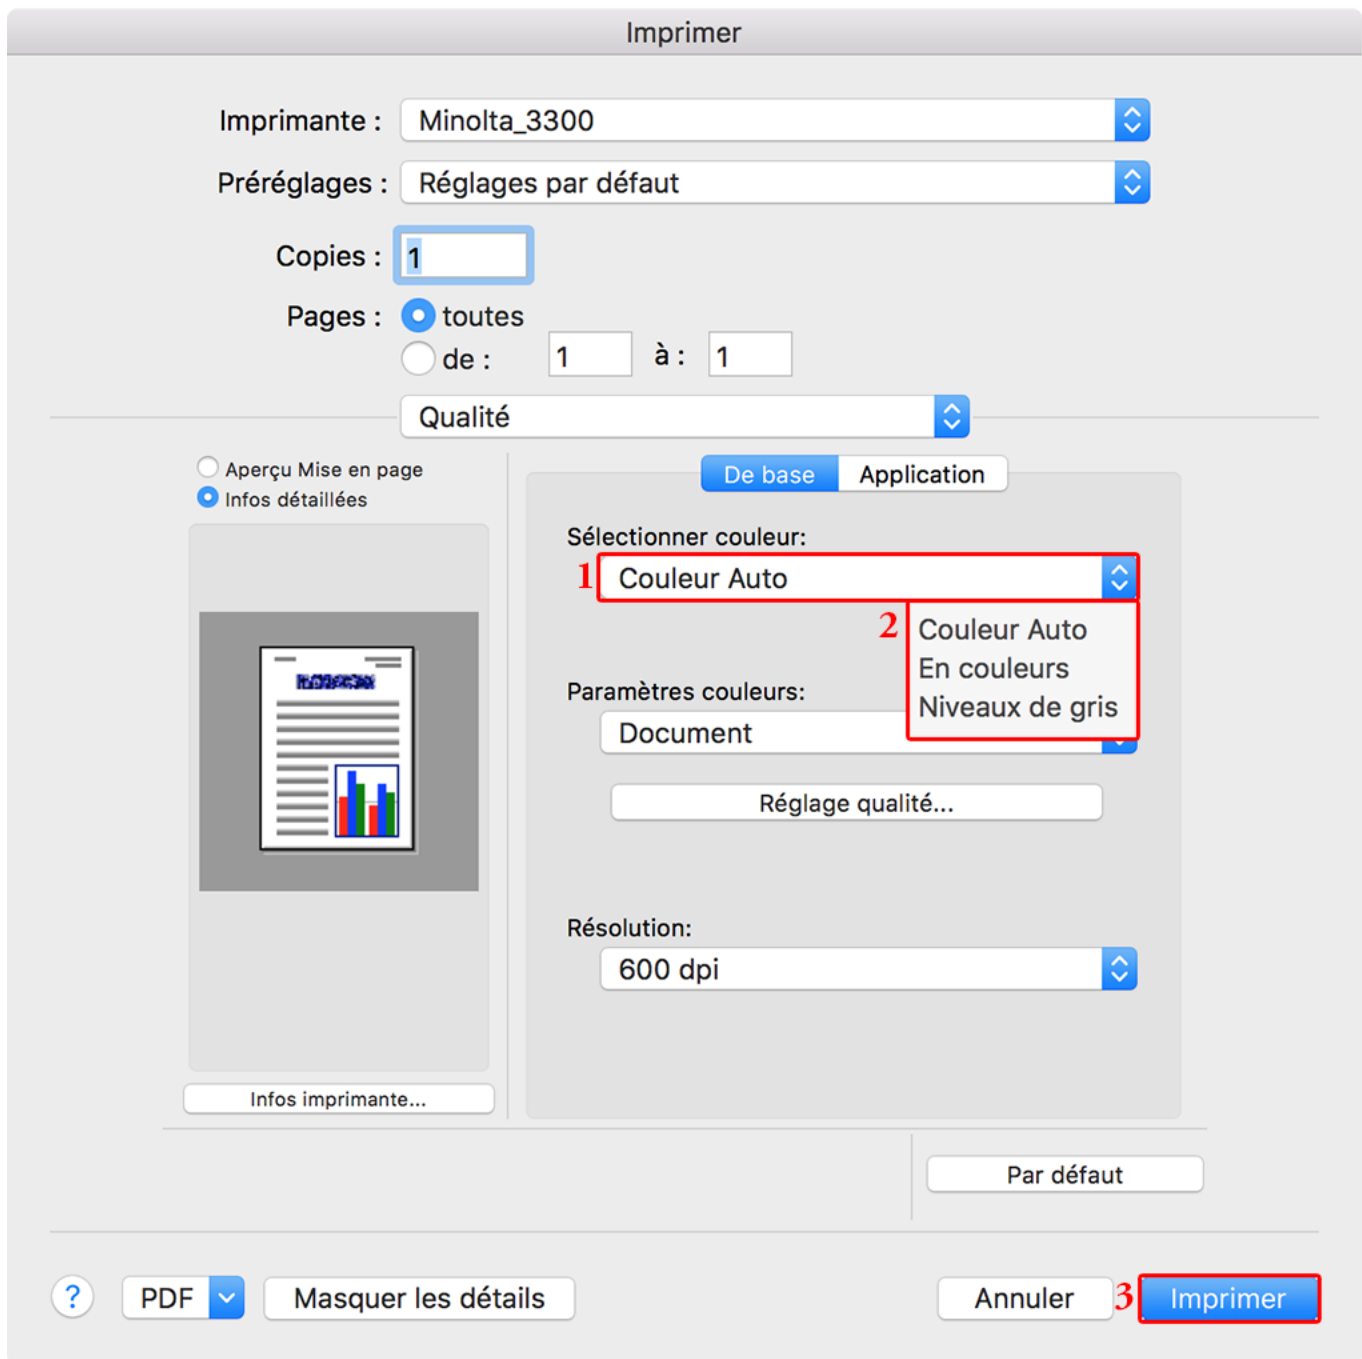 Imprimer
Imprimante : Minolta_3300
Préréglages : Réglages par défaut
Copies : 1
Pages : toutes
de : 1 à : 1
Qualité
Aperçu Mise en page
Infos détaillées
De base Application
Sélectionner couleur:
1 Couleur Auto
2 Couleur Auto
En couleurs
Niveaux de gris
Paramètres couleurs:
Document
Réglage qualité...
Résolution:
600 dpi
Infos imprimante...
Par défaut
? PDF Masquer les détails Annuler 3 Imprimer